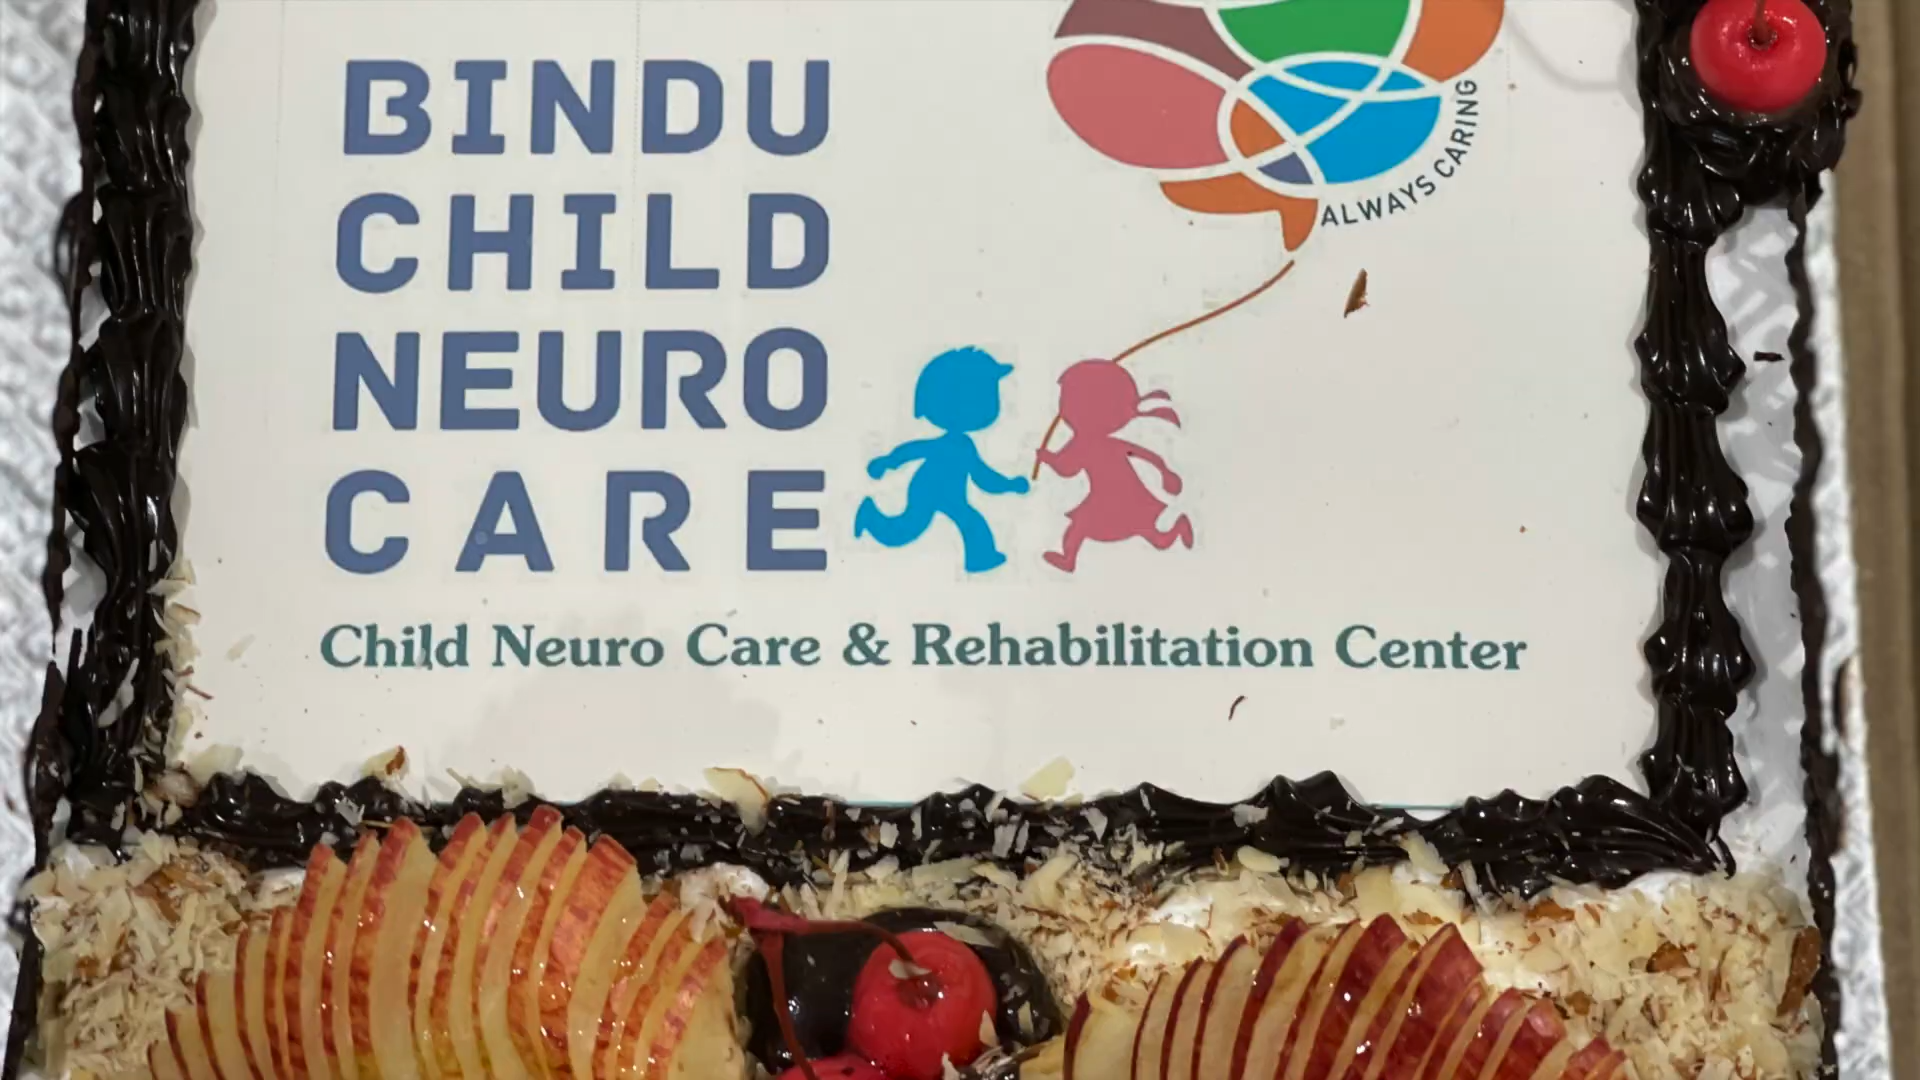 BINDU
CHILD
NEURO
CARE
ALWAYS CARING
Child Neuro Care & Rehabilitation Center